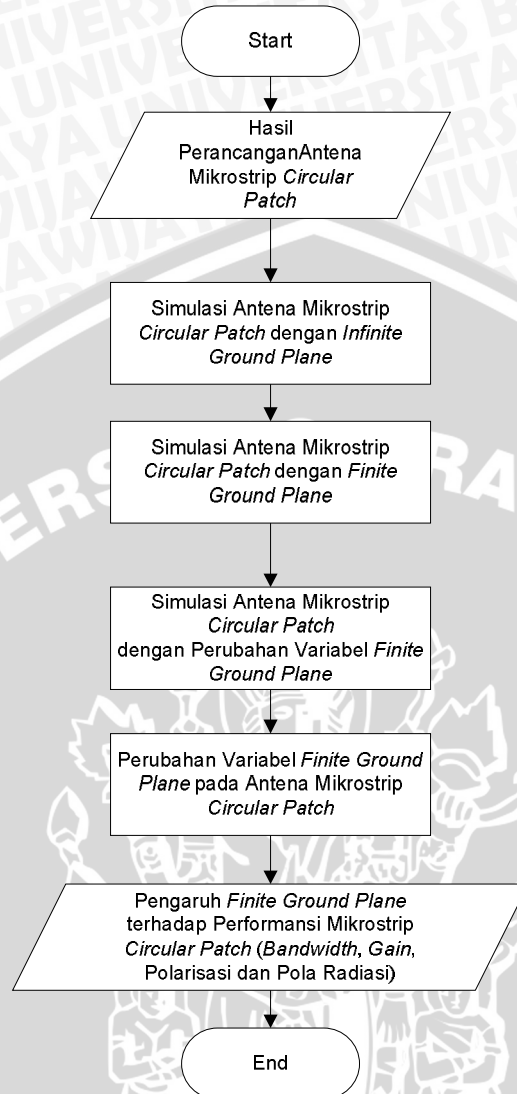 Start
Hasil
PerancanganAntena
Mikrostrip Circular
Patch
Simulasi Antena Mikrostrip
Circular Patch dengan Infinite
Ground Plane
Simulasi Antena Mikrostrip
Circular Patch dengan Finite
Ground Plane
Simulasi Antena Mikrostrip
Circular Patch
dengan Perubahan Variabel Finite
Ground Plane
Perubahan Variabel Finite Ground
Plane pada Antena Mikrostrip
Circular Patch
Pengaruh Finite Ground Plane
terhadap Performansi Mikrostrip
Circular Patch (Bandwidth, Gain,
Polarisasi dan Pola Radiasi)
End